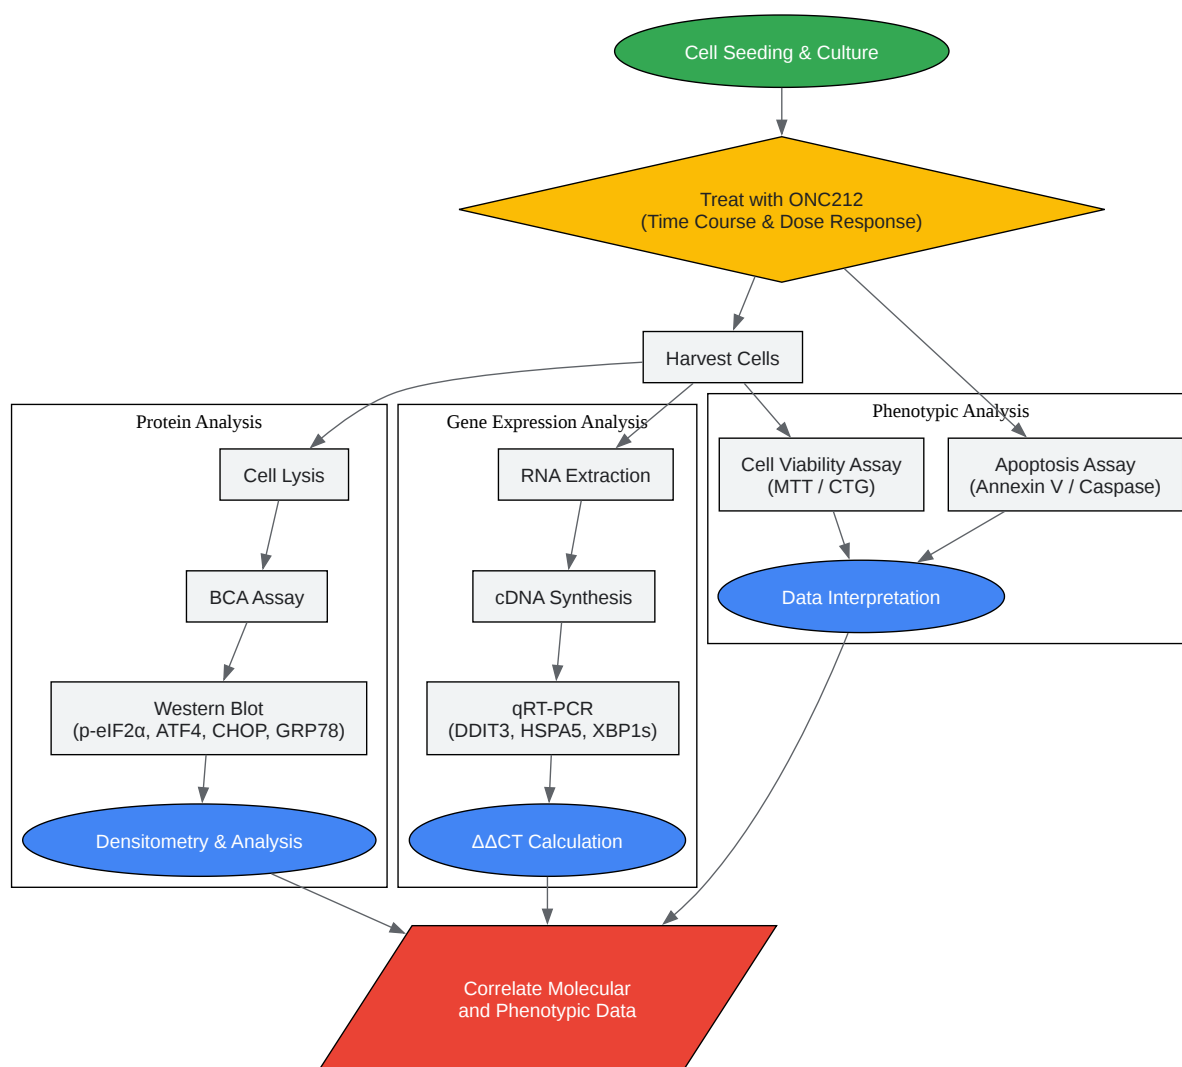 Cell Seeding & Culture
Treat with ONC212
(Time Course & Dose Response)
Harvest Cells
Protein Analysis
Cell Lysis
BCA Assay
Western Blot
(p-eIF2α, ATF4, CHOP, GRP78)
Densitometry & Analysis
Gene Expression Analysis
RNA Extraction
cDNA Synthesis
qRT-PCR
(DDIT3, HSPA5, XBP1s)
ΔΔCT Calculation
Phenotypic Analysis
Cell Viability Assay
(MTT / CTG)
Apoptosis Assay
(Annexin V / Caspase)
Data Interpretation
Correlate Molecular
and Phenotypic Data